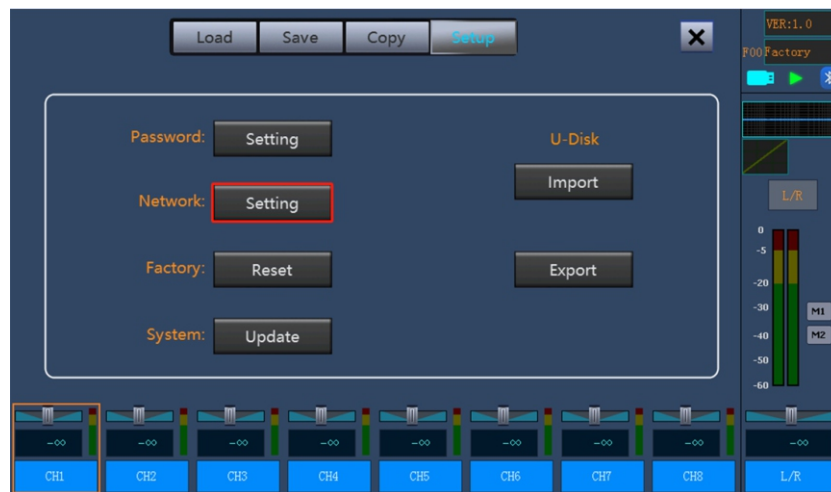 Load Save Copy Setup
VER:1.0
F00 Factory
Password: Setting
U-Disk
Import
Network: Setting
L/R
Factory: Reset
Export
System: Update
0
-5
-20
-30
M1
-40
M2
-50
-60
-∞ -∞ -∞ -∞ -∞ -∞ -∞ -∞ -∞
CH1 CH2 CH3 CH4 CH5 CH6 CH7 CH8 L/R